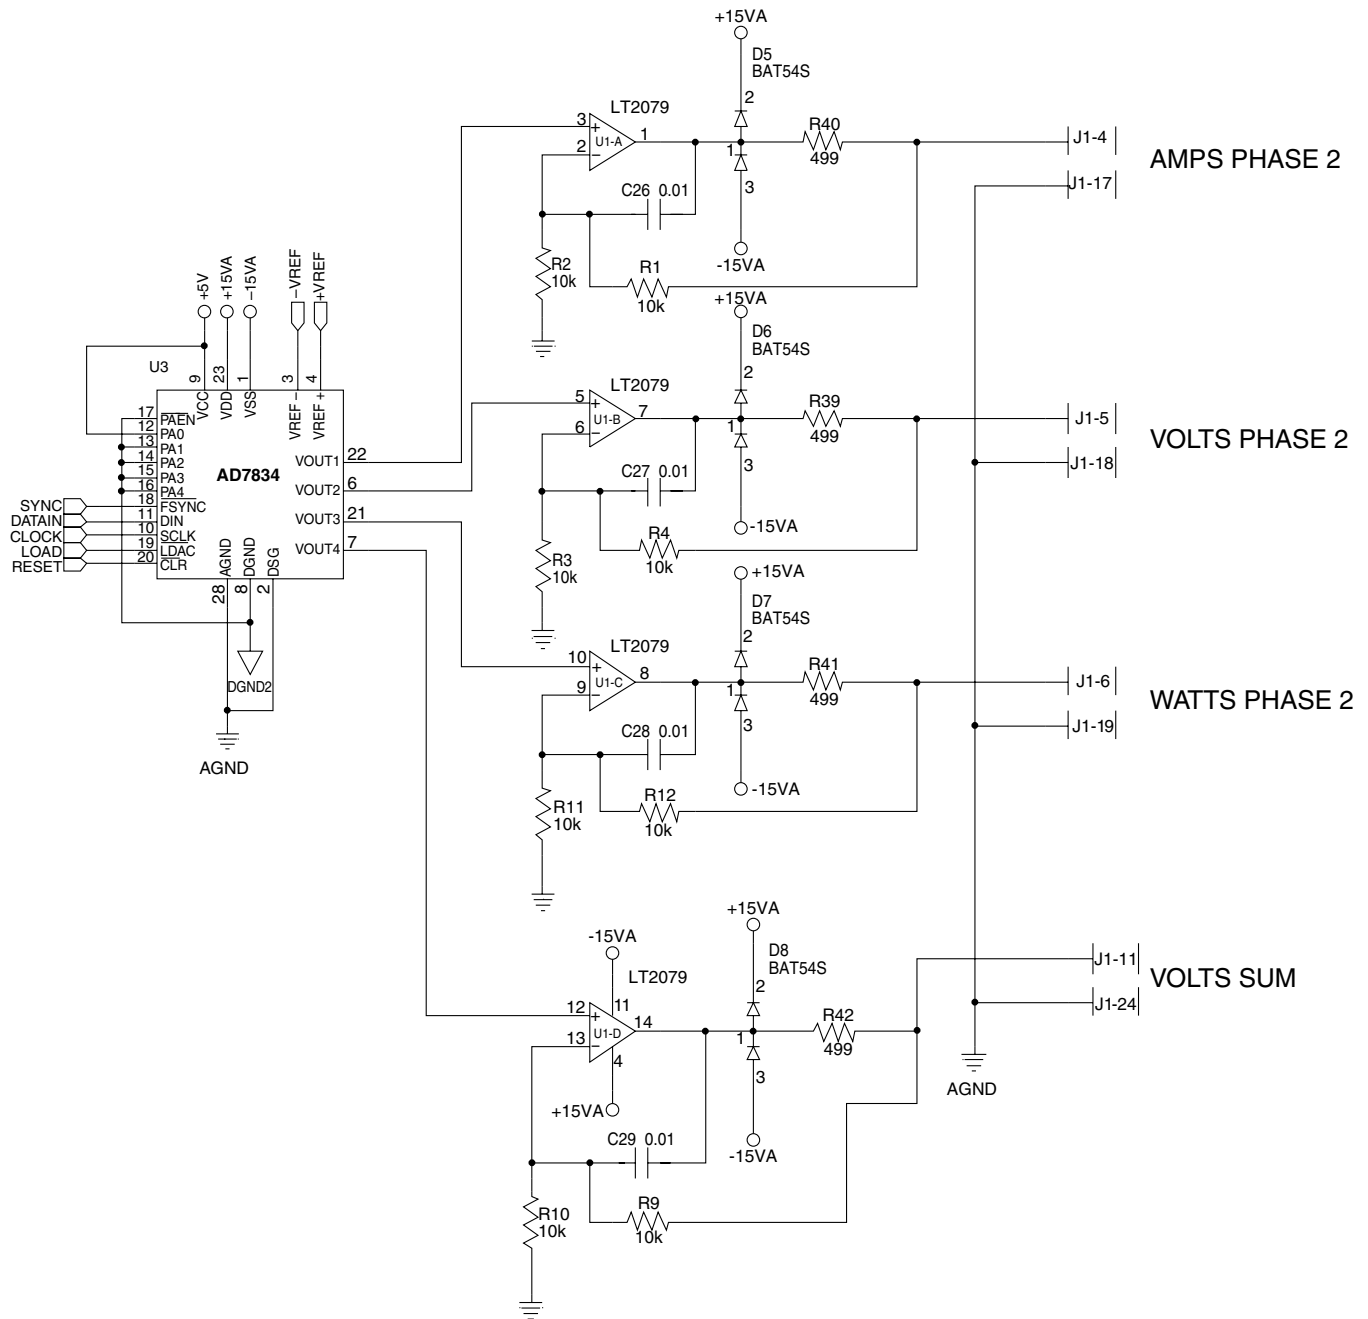 +15VA
D5
BAT54S
2
LT2079
3
+
U1-A
1
2
−
R40
499
J1-4
AMPS PHASE 2
1
3
J1-17
C26 0.01
-15VA
R2
10k
R1
10k
+5V
+15VA
−15VA
−VREF
+VREF
U3
9
23
1
3
4
VCC
VDD
VSS
VREF -
VREF +
17
PAEN
12
PA0
13
PA1
14
PA2
15
PA3
16
PA4
SYNC
18
FSYNC
DATAIN
11
DIN
CLOCK
10
SCLK
LOAD
19
LDAC
RESET
20
CLR
AD7834
VOUT1
22
VOUT2
6
VOUT3
21
VOUT4
7
AGND
DGND
DSG
28
8
2
DGND2
AGND
+15VA
D6
BAT54S
2
LT2079
5
+
U1-B
7
6
−
R39
499
J1-5
VOLTS PHASE 2
1
3
J1-18
C27 0.01
-15VA
R3
10k
R4
10k
+15VA
D7
BAT54S
2
LT2079
10
+
U1-C
8
9
−
R41
499
J1-6
WATTS PHASE 2
1
3
J1-19
C28 0.01
-15VA
R11
10k
R12
10k
+15VA
-15VA
D8
BAT54S
2
LT2079
11
12
+
U1-D
14
13
−
4
R42
499
J1-11
VOLTS SUM
J1-24
1
3
AGND
+15VA
C29 0.01
-15VA
R10
10k
R9
10k